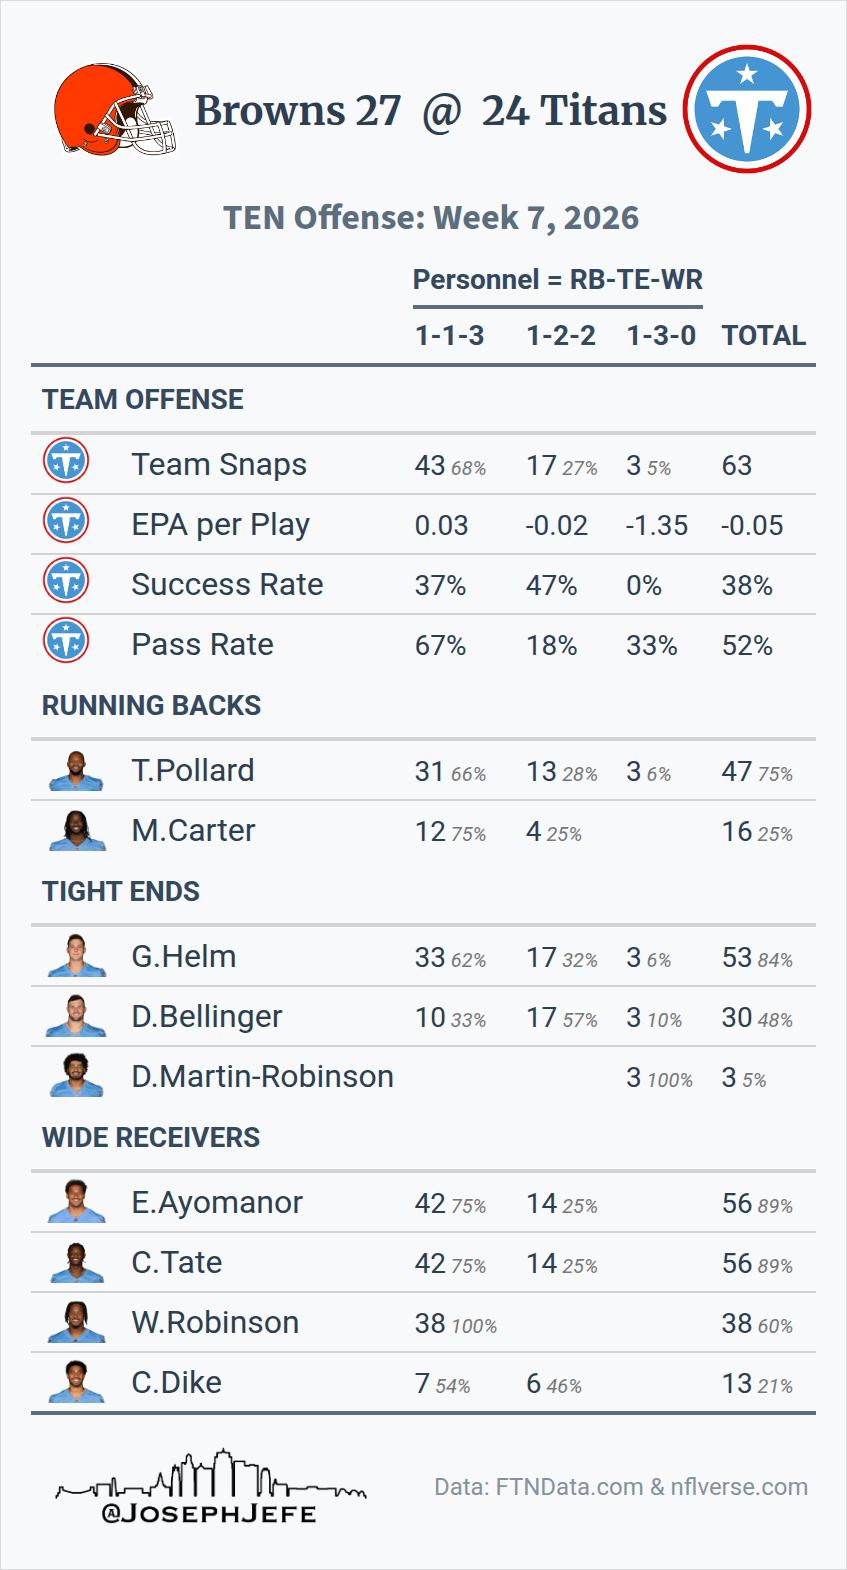 Browns 27 @ 24 Titans
TEN Offense: Week 7, 2026
Personnel = RB-TE-WR
1-1-3 1-2-2 1-3-0 TOTAL
TEAM OFFENSE
Team Snaps 43 68% 17 27% 3 5% 63
EPA per Play 0.03 -0.02 -1.35 -0.05
Success Rate 37% 47% 0% 38%
Pass Rate 67% 18% 33% 52%
RUNNING BACKS
T.Pollard 31 66% 13 28% 3 6% 47 75%
M.Carter 12 75% 4 25% 16 25%
TIGHT ENDS
G.Helm 33 62% 17 32% 3 6% 53 84%
D.Bellinger 10 33% 17 57% 3 10% 30 48%
D.Martin-Robinson 3 100% 3 5%
WIDE RECEIVERS
E.Ayomanor 42 75% 14 25% 56 89%
C.Tate 42 75% 14 25% 56 89%
W.Robinson 38 100% 38 60%
C.Dike 7 54% 6 46% 13 21%
@JOSEPHJEFE
Data: FTNData.com & nflverse.com